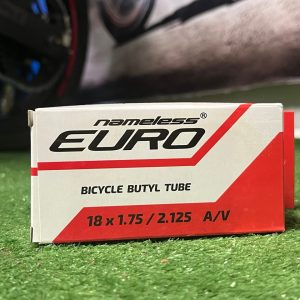 nameless®
EURO
BICYCLE BUTYL TUBE
18 x 1.75 / 2.125 A/V